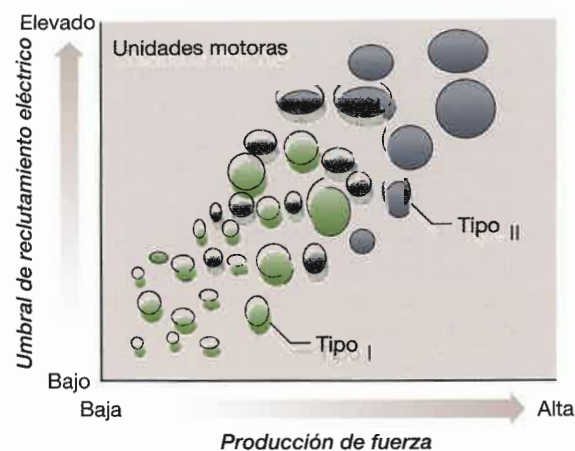 Elevado
Unidades motoras
Umbral de reclutamiento eléctrico
Tipo II
Tipo I
Bajo
Baja
Alta
Producción de fuerza